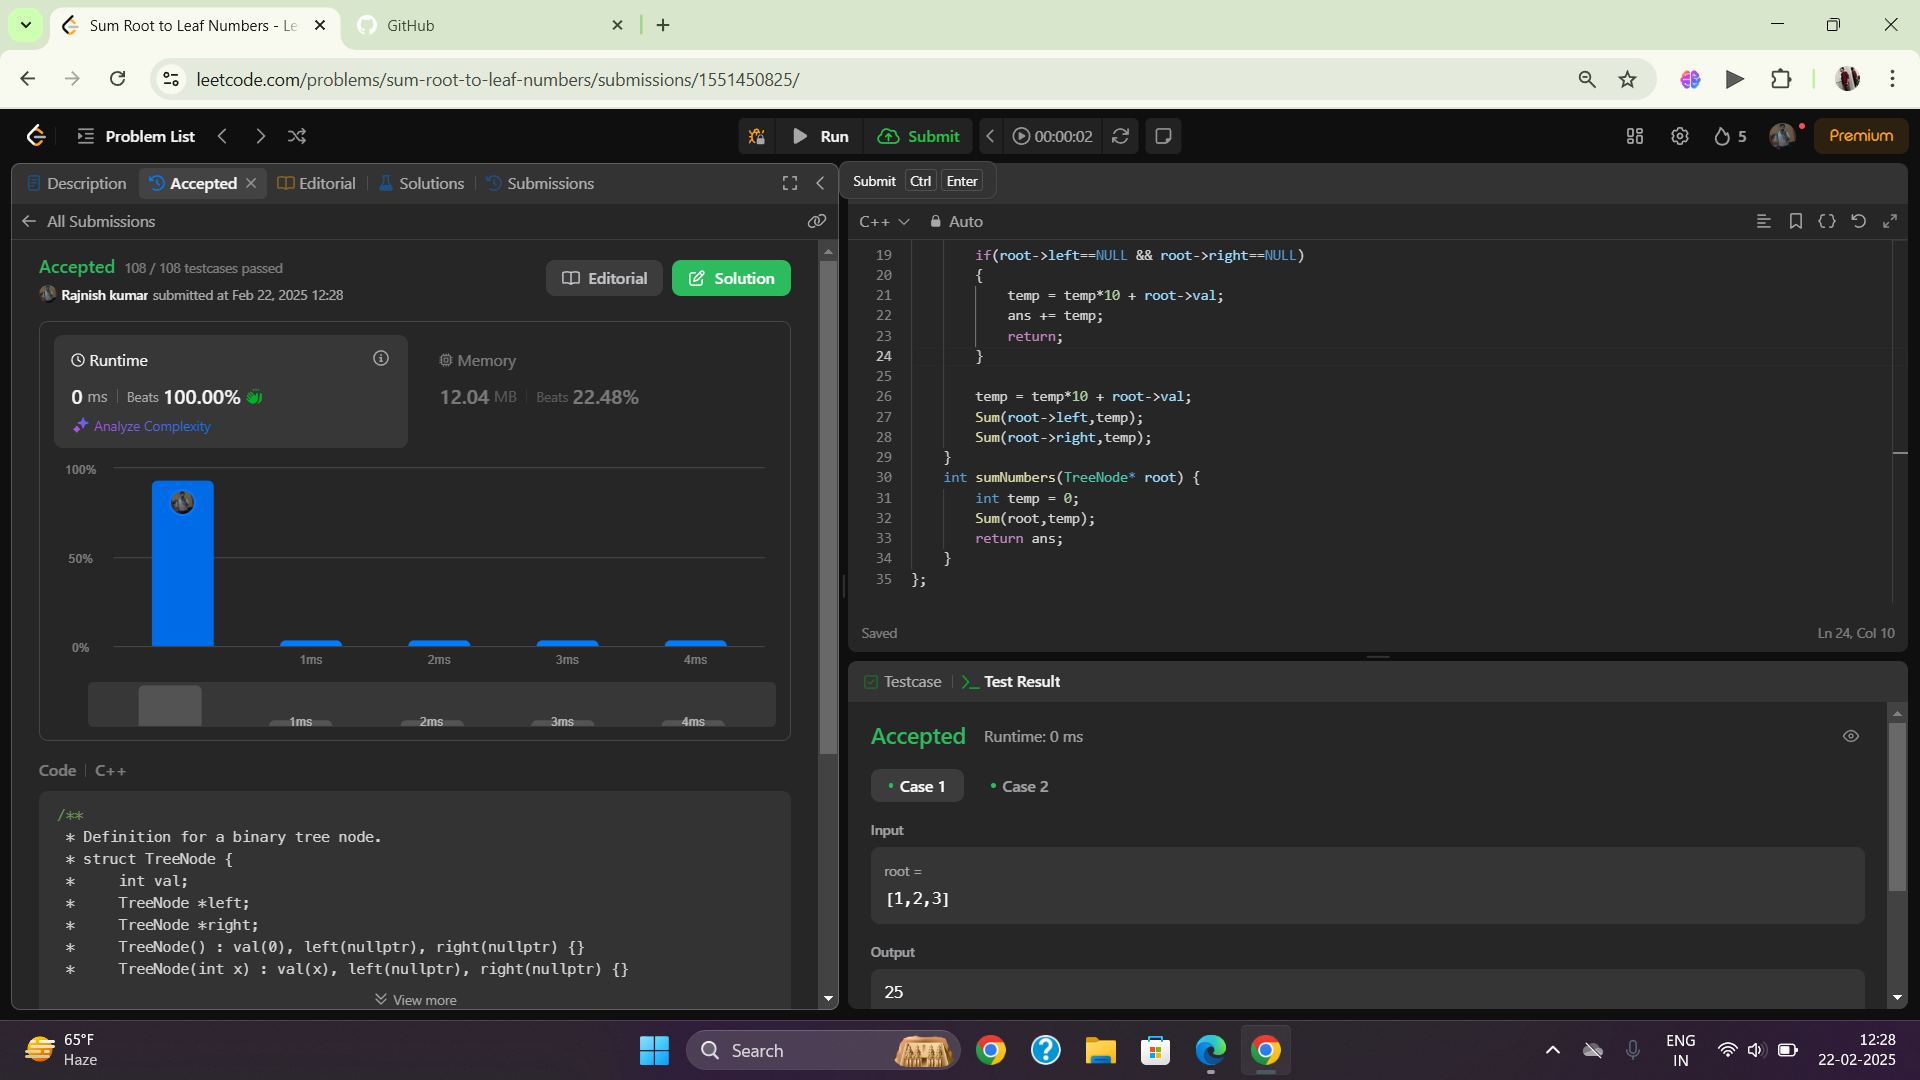 Sum Root to Leaf Numbers - Le
GitHub
leetcode.com/problems/sum-root-to-leaf-numbers/submissions/1551450825/
Problem List
Run
Submit
00:00:02
5
Premium
Description
Accepted
Editorial
Solutions
Submissions
Submit Ctrl Enter
All Submissions
C++
Auto
Accepted 108 / 108 testcases passed
Rajnish kumar submitted at Feb 22, 2025 12:28
Editorial
Solution
Runtime
0 ms Beats 100.00%
Analyze Complexity
Memory
12.04 MB Beats 22.48%
100%
50%
0%
1ms 2ms 3ms 4ms
1ms 2ms 3ms 4ms
Code C++
/**
* Definition for a binary tree node.
* struct TreeNode {
* int val;
* TreeNode *left;
* TreeNode *right;
* TreeNode() : val(0), left(nullptr), right(nullptr) {}
* TreeNode(int x) : val(x), left(nullptr), right(nullptr) {}
View more
19 if(root->left==NULL && root->right==NULL)
20 {
21 temp = temp*10 + root->val;
22 ans += temp;
23 return;
24 }
25
26 temp = temp*10 + root->val;
27 Sum(root->left,temp);
28 Sum(root->right,temp);
29 }
30 int sumNumbers(TreeNode* root) {
31 int temp = 0;
32 Sum(root,temp);
33 return ans;
34 }
35 };
Saved
Ln 24, Col 10
Testcase
Test Result
Accepted Runtime: 0 ms
Case 1
Case 2
Input
root =
[1,2,3]
Output
25
65°F
Haze
Search
ENG
IN
12:28
22-02-2025